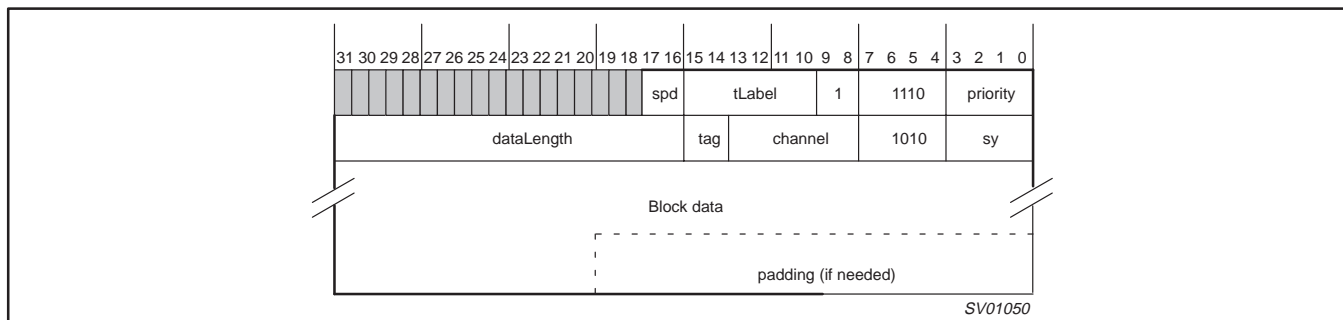 31 30 29 28 27 26 25 24 23 22 21 20 19 18 17 16 15 14 13 12 11 10 9 8 7 6 5 4 3 2 1 0
spd tLabel 1 1110 priority
dataLength tag channel 1010 sy
Block data
padding (if needed)
SV01050